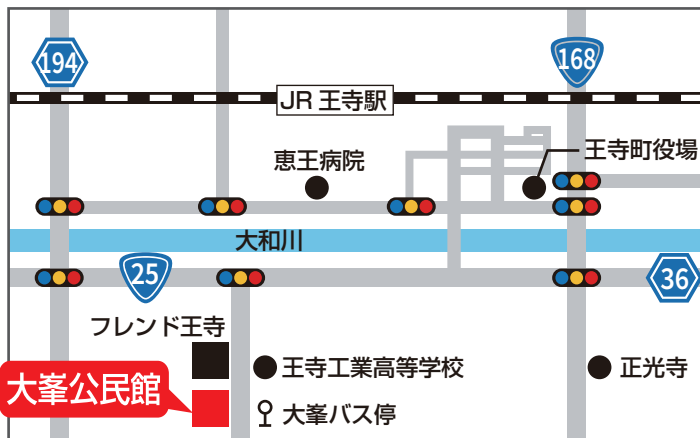 194
168
JR 王寺駅
恵王病院
王寺町役場
大和川
25
36
フレンド王寺
王寺工業高等学校
正光寺
大峯公民館
大峯バス停